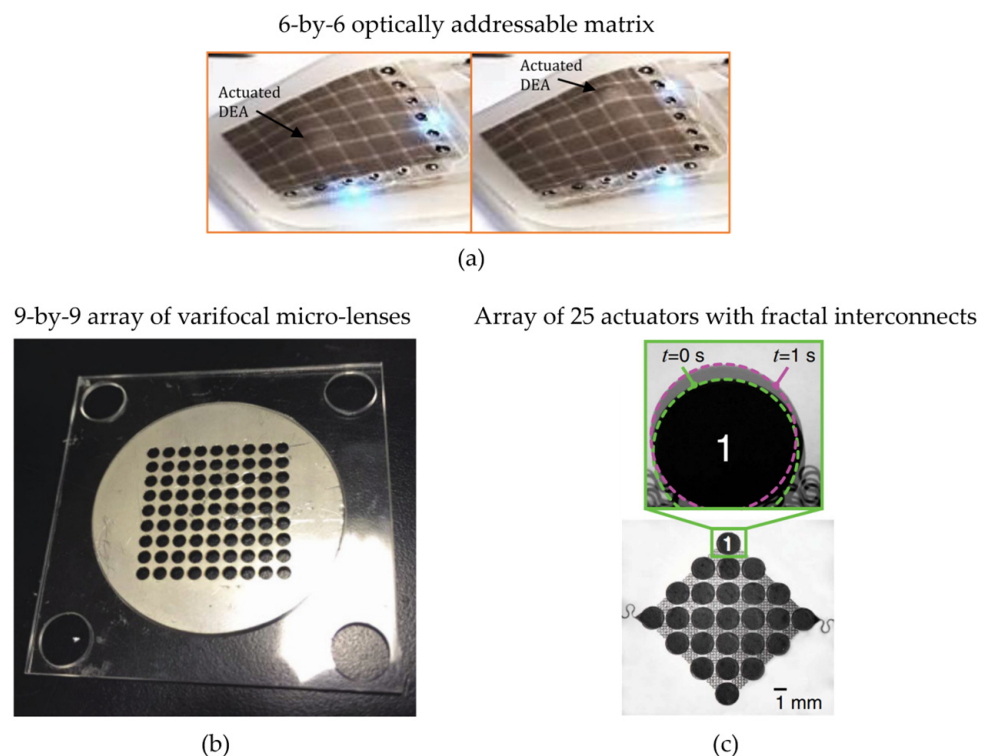 6-by-6 optically addressable matrix
Actuated
DEA
Actuated
DEA
(a)
9-by-9 array of varifocal micro-lenses
Array of 25 actuators with fractal interconnects
t=0 s
t=1 s
1
1
1 mm
(b)
(c)